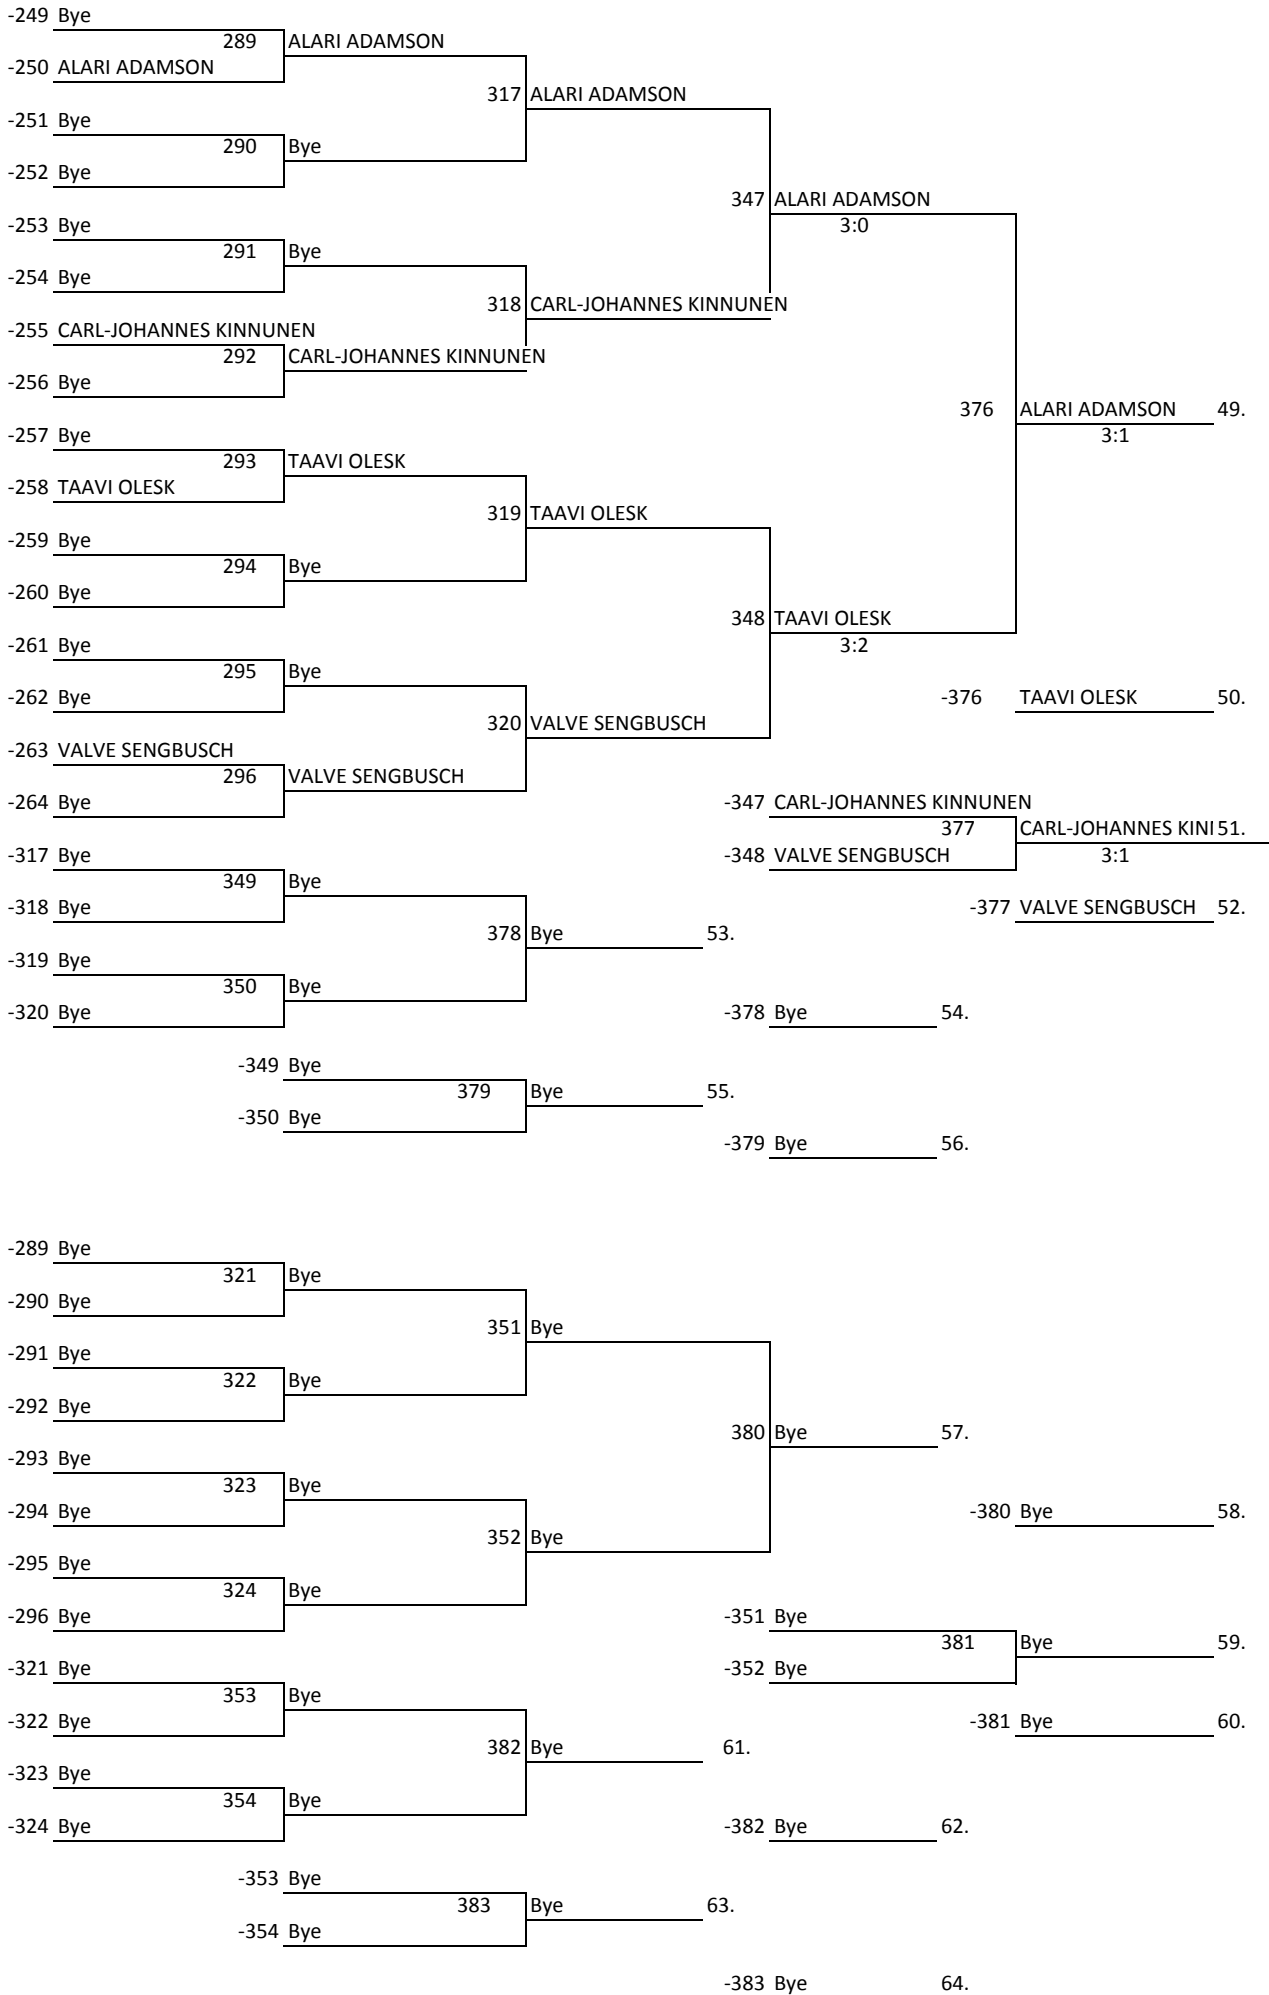 -249 Bye
289 ALARI ADAMSON
-250 ALARI ADAMSON
317 ALARI ADAMSON
-251 Bye
290 Bye
-252 Bye
347 ALARI ADAMSON
-253 Bye
3:0
291 Bye
-254 Bye
318 CARL-JOHANNES KINNUNEN
-255 CARL-JOHANNES KINNUNEN
292 CARL-JOHANNES KINNUNEN
-256 Bye
376 ALARI ADAMSON 49.
-257 Bye
3:1
293 TAAVI OLESK
-258 TAAVI OLESK
319 TAAVI OLESK
-259 Bye
294 Bye
-260 Bye
348 TAAVI OLESK
-261 Bye
3:2
295 Bye
-262 Bye
-376 TAAVI OLESK 50.
320 VALVE SENGBUSCH
-263 VALVE SENGBUSCH
296 VALVE SENGBUSCH
-264 Bye
-347 CARL-JOHANNES KINNUNEN
377 CARL-JOHANNES KINI 51.
-317 Bye
-348 VALVE SENGBUSCH
3:1
349 Bye
-318 Bye
-377 VALVE SENGBUSCH 52.
378 Bye 53.
-319 Bye
350 Bye
-320 Bye
-378 Bye 54.
-349 Bye
379 Bye 55.
-350 Bye
-379 Bye 56.
-289 Bye
321 Bye
-290 Bye
351 Bye
-291 Bye
322 Bye
-292 Bye
380 Bye 57.
-293 Bye
323 Bye
-294 Bye
-380 Bye 58.
352 Bye
-295 Bye
324 Bye
-296 Bye
-351 Bye
381 Bye 59.
-321 Bye
-352 Bye
353 Bye
-322 Bye
-381 Bye 60.
382 Bye 61.
-323 Bye
354 Bye
-324 Bye
-382 Bye 62.
-353 Bye
383 Bye 63.
-354 Bye
-383 Bye 64.